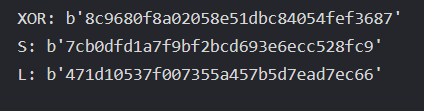 XOR: b'8c9680f8a02058e51dbc84054fef3687'
S: b'7cb0dfd1a7f9bf2bcd693e6ecc528fc9'
L: b'471d10537f007355a457b5d7ead7ec66'